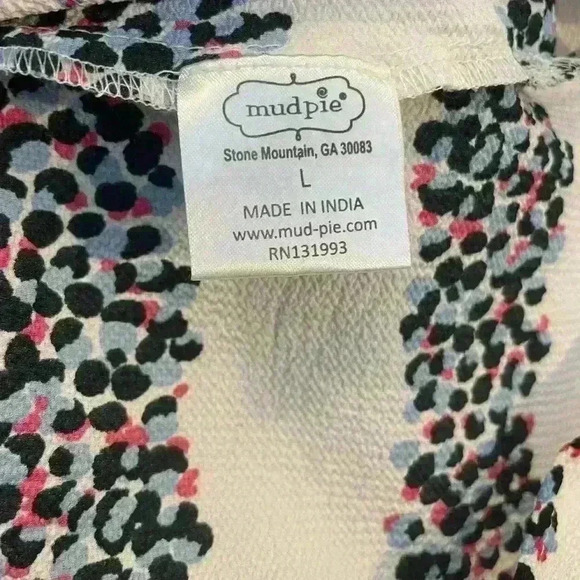 mudpie®
Stone Mountain, GA 30083
L
MADE IN INDIA
www.mud-pie.com
RN131993